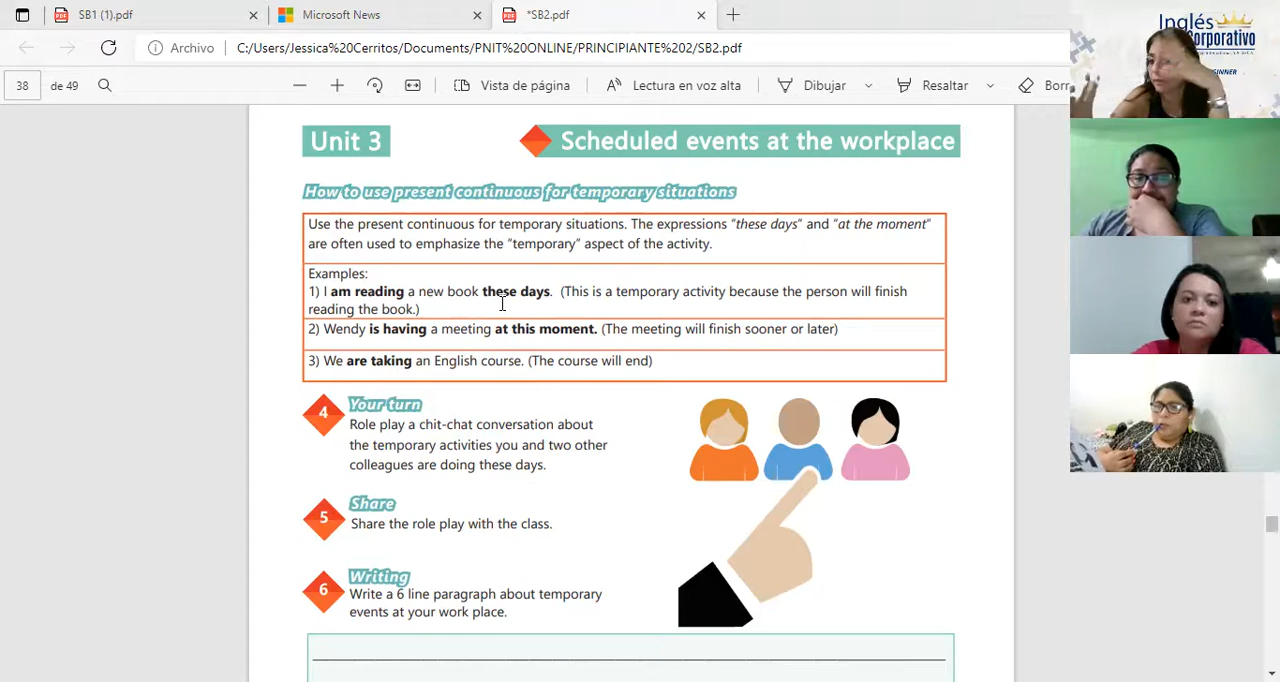 SB1 (1).pdf
Microsoft News
*SB2.pdf
Archivo
C:/Users/Jessica%20Cerritos/Documents/PNIT%20ONLINE/PRINCIPIANTE%202/SB2.pdf
38
de 49
Vista de página
Lectura en voz alta
Dibujar
Resaltar
Inglés
Corporativo
Unit 3
Scheduled events at the workplace
How to use present continuous for temporary situations
Use the present continuous for temporary situations. The expressions "these days" and "at the moment"
are often used to emphasize the "temporary" aspect of the activity.
Examples:
1) I am reading a new book these days. (This is a temporary activity because the person will finish
reading the book.)
2) Wendy is having a meeting at this moment. (The meeting will finish sooner or later)
3) We are taking an English course. (The course will end)
4
Your turn
Role play a chit-chat conversation about
the temporary activities you and two other
colleagues are doing these days.
5
Share
Share the role play with the class.
6
Writing
Write a 6 line paragraph about temporary
events at your work place.